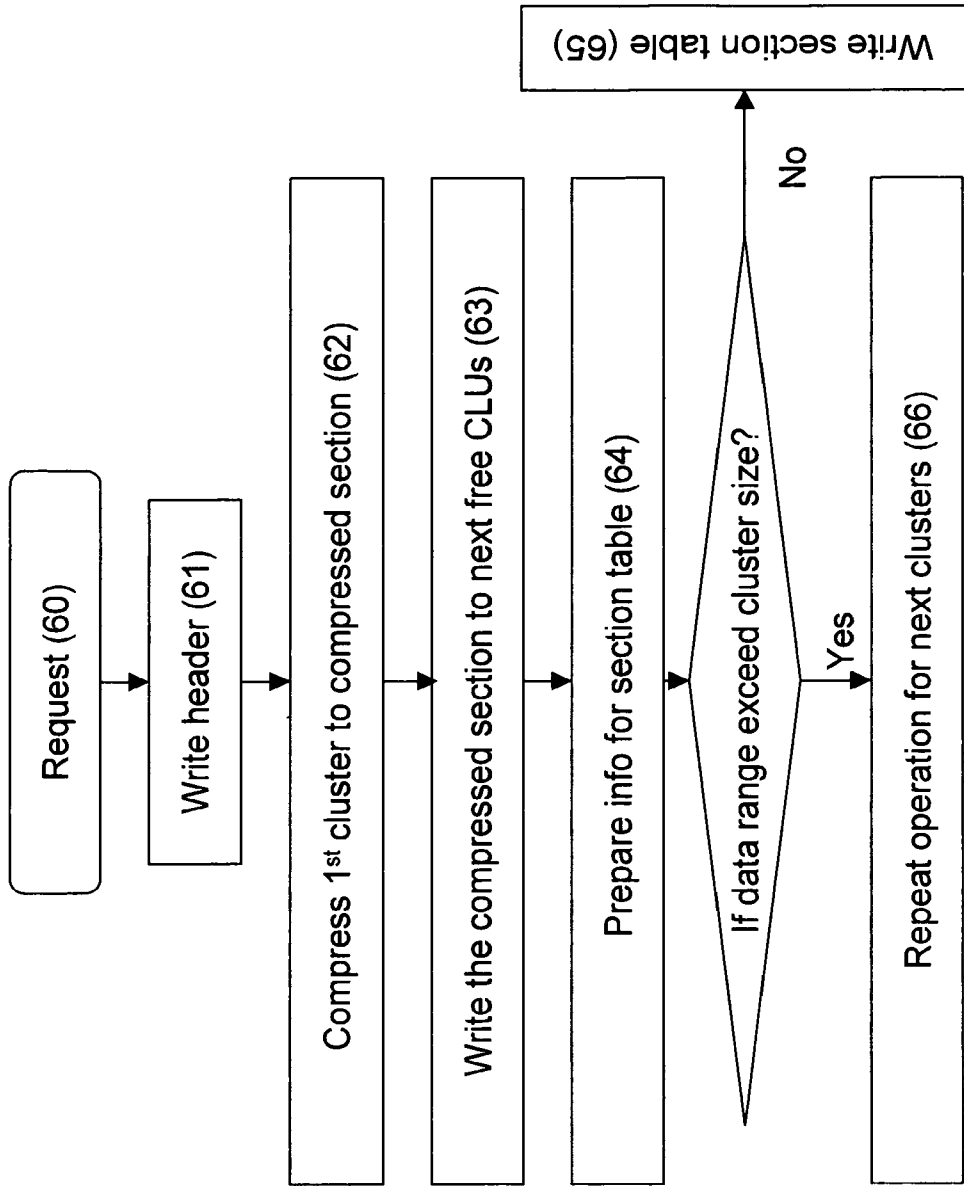 Request (60)
Write header (61)
Compress 1st cluster to compressed section (62)
Write the compressed section to next free CLUs (63)
Prepare info for section table (64)
If data range exceed cluster size?
No
Write section table (65)
Yes
Repeat operation for next clusters (66)